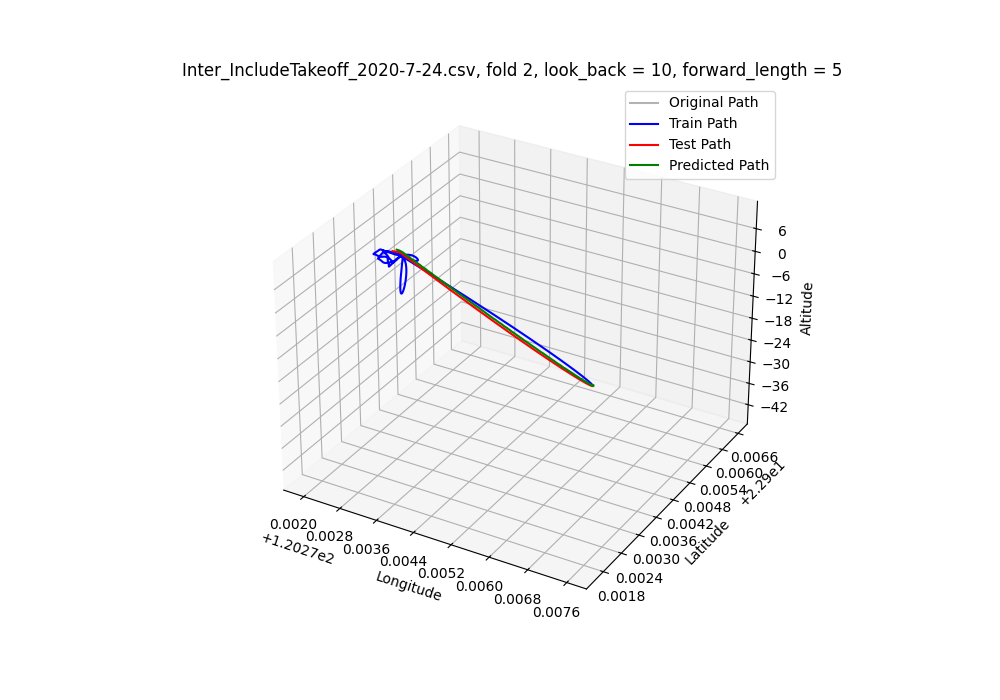 Inter_IncludeTakeoff_2020-7-24.csv, fold 2, look_back = 10, forward_length = 5
Original Path
Train Path
Test Path
Predicted Path
6
0
−6
−12
−18
−24
−30
−36
−42
Altitude
0.0066
0.0060
0.0054
0.0048
0.0042
0.0036
0.0030
0.0024
0.0018
+2.29e1
Latitude
0.0020
0.0028
0.0036
0.0044
0.0052
0.0060
0.0068
0.0076
+1.2027e2
Longitude